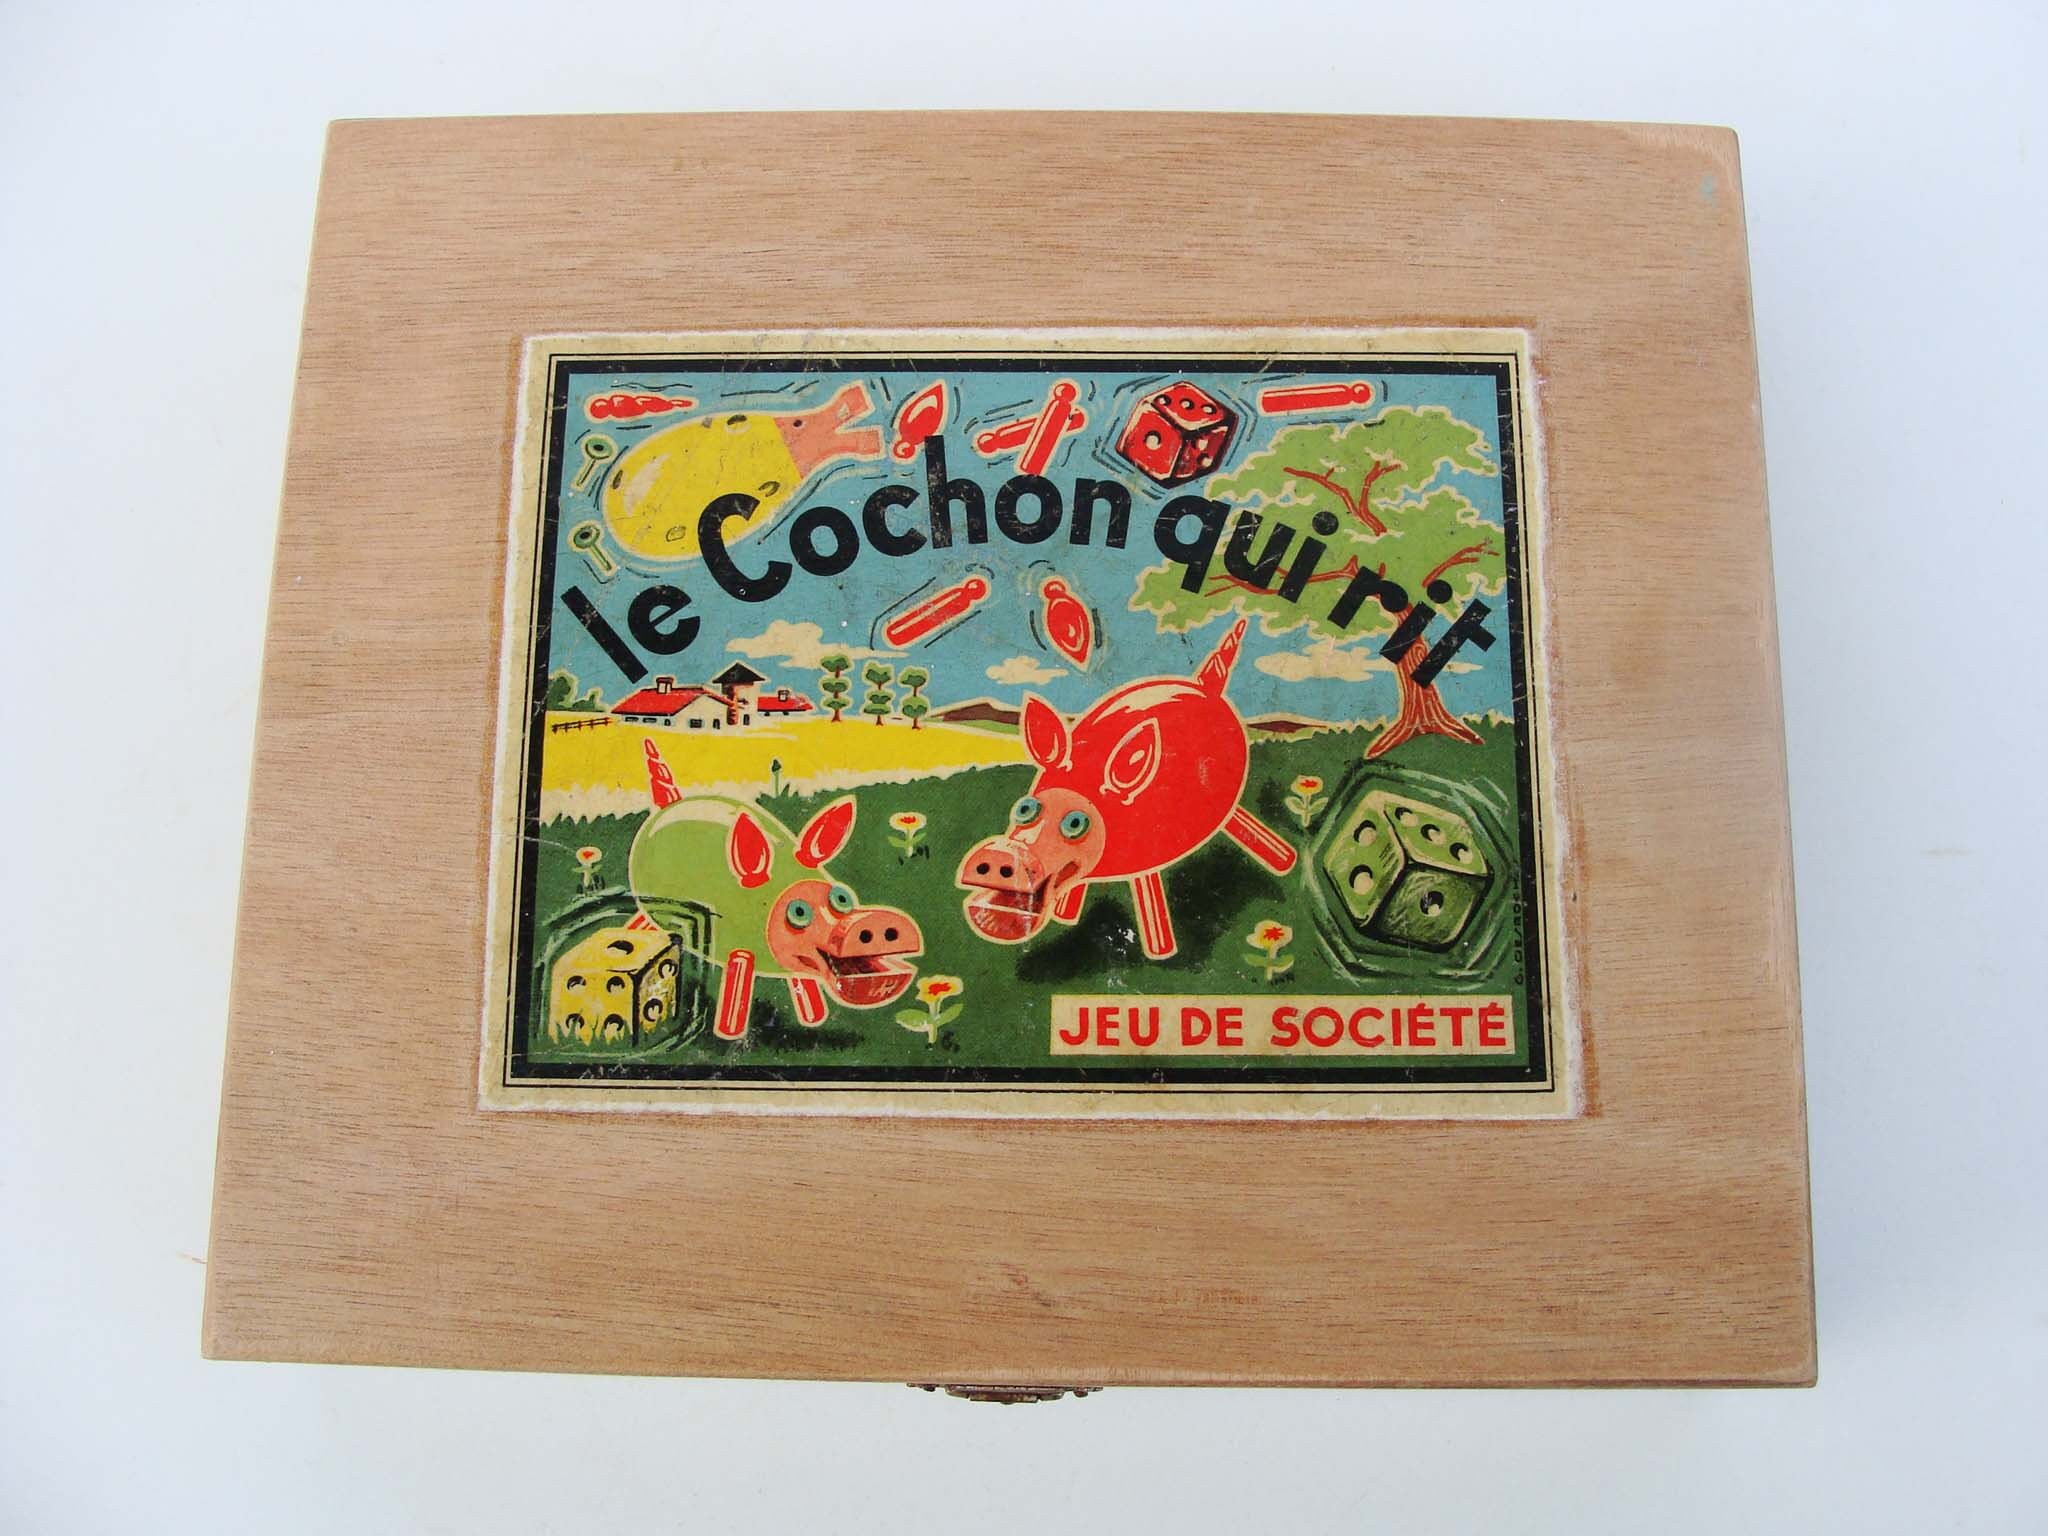 le Cochon qui rit
JEU DE SOCIÉTÉ